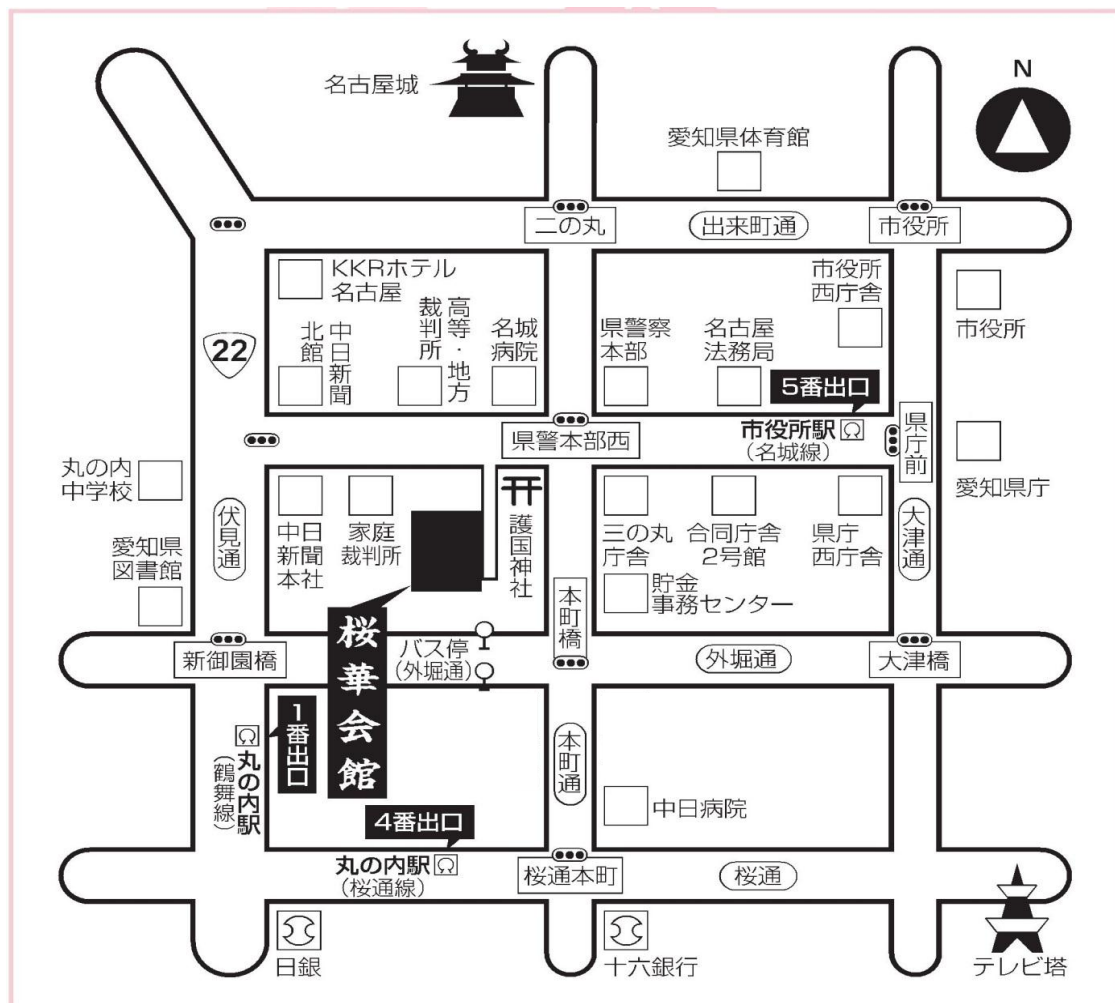 N
名古屋城
愛知県体育館
二の丸
出来町通
市役所
KKRホテル
名古屋
中日新聞
北館
高等・地方
裁判所
名城
病院
県警察
本部
名古屋
法務局
市役所
西庁舎
市役所
22
5番出口
県警本部西
市役所駅
(名城線)
県庁前
愛知県庁
丸の内
中学校
伏見通
中日
新聞
本社
家庭
裁判所
護国神社
三の丸
庁舎
合同庁舎
2号館
県庁
西庁舎
大津通
愛知県
図書館
貯金
事務センター
桜華会館
本町橋
新御園橋
バス停
(外堀通)
外堀通
大津橋
1番出口
丸の内駅
(鶴舞線)
本町通
中日病院
4番出口
丸の内駅
(桜通線)
桜通本町
桜通
日銀
十六銀行
テレビ塔